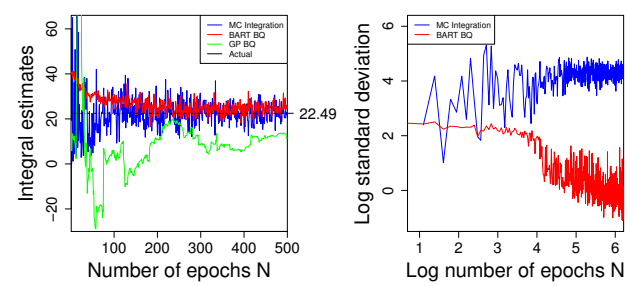 MC Integration
BART BQ
GP BQ
Actual
Integral estimates
60
40
20
0
−20
22.49
100 200 300 400 500
Number of epochs N
MC Integration
BART BQ
Log standard deviation
6
4
2
0
1 2 3 4 5 6
Log number of epochs N